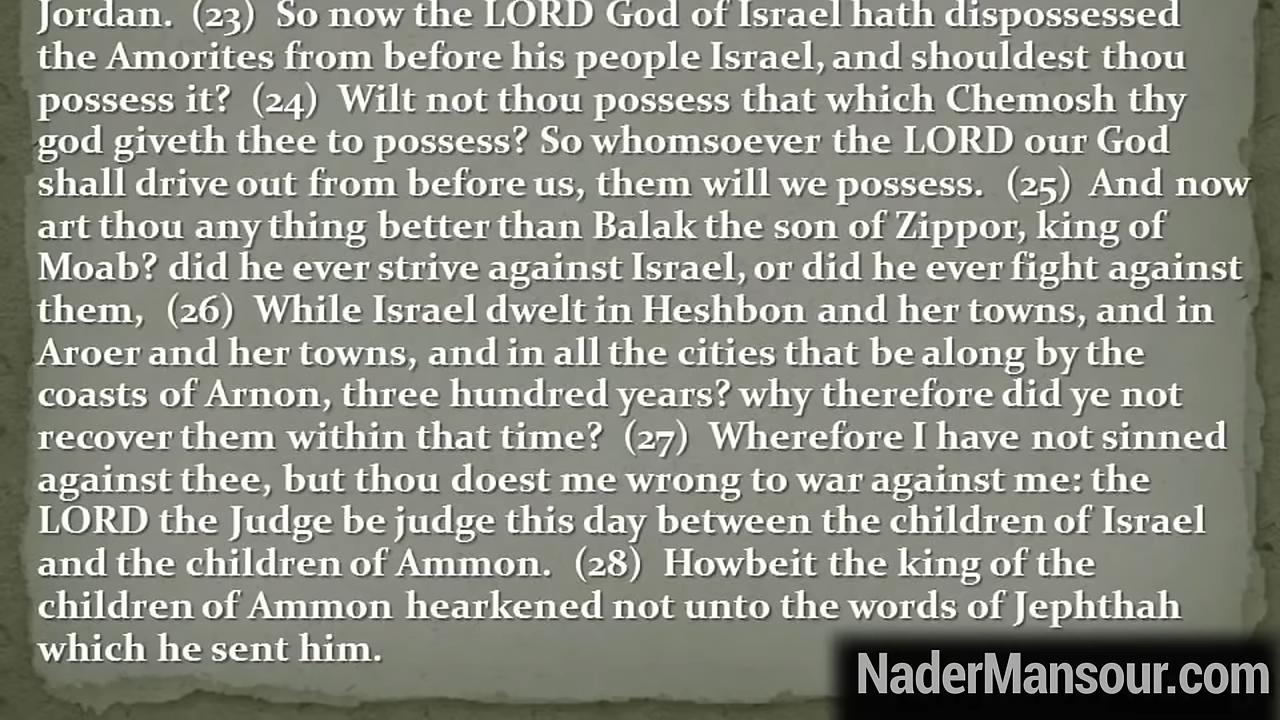 Jordan. (23) So now the LORD God of Israel hath dispossessed
the Amorites from before his people Israel, and shouldest thou
possess it? (24) Wilt not thou possess that which Chemosh thy
god giveth thee to possess? So whomsoever the LORD our God
shall drive out from before us, them will we possess. (25) And now
art thou any thing better than Balak the son of Zippor, king of
Moab? did he ever strive against Israel, or did he ever fight against
them, (26) While Israel dwelt in Heshbon and her towns, and in
Aroer and her towns, and in all the cities that be along by the
coasts of Arnon, three hundred years? why therefore did ye not
recover them within that time? (27) Wherefore I have not sinned
against thee, but thou doest me wrong to war against me: the
LORD the Judge be judge this day between the children of Israel
and the children of Ammon. (28) Howbeit the king of the
children of Ammon hearkened not unto the words of Jephthah
which he sent him.
NaderMansour.com